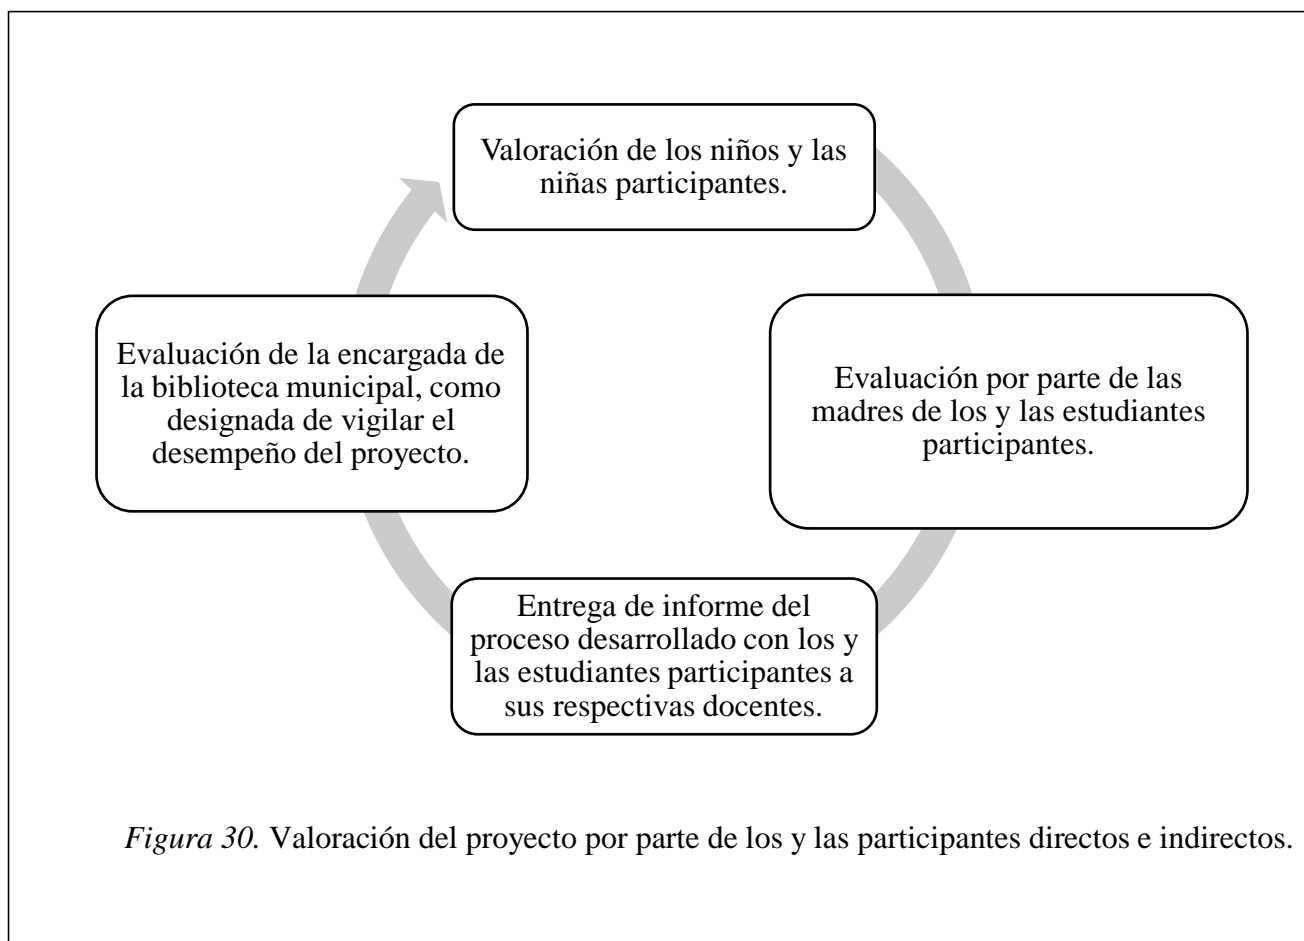 Valoración de los niños y las
niñas participantes.
Evaluación por parte de las
madres de los y las estudiantes
participantes.
Entrega de informe del
proceso desarrollado con los y
las estudiantes participantes a
sus respectivas docentes.
Evaluación de la encargada de
la biblioteca municipal, como
designada de vigilar el
desempeño del proyecto.
Figura 30. Valoración del proyecto por parte de los y las participantes directos e indirectos.